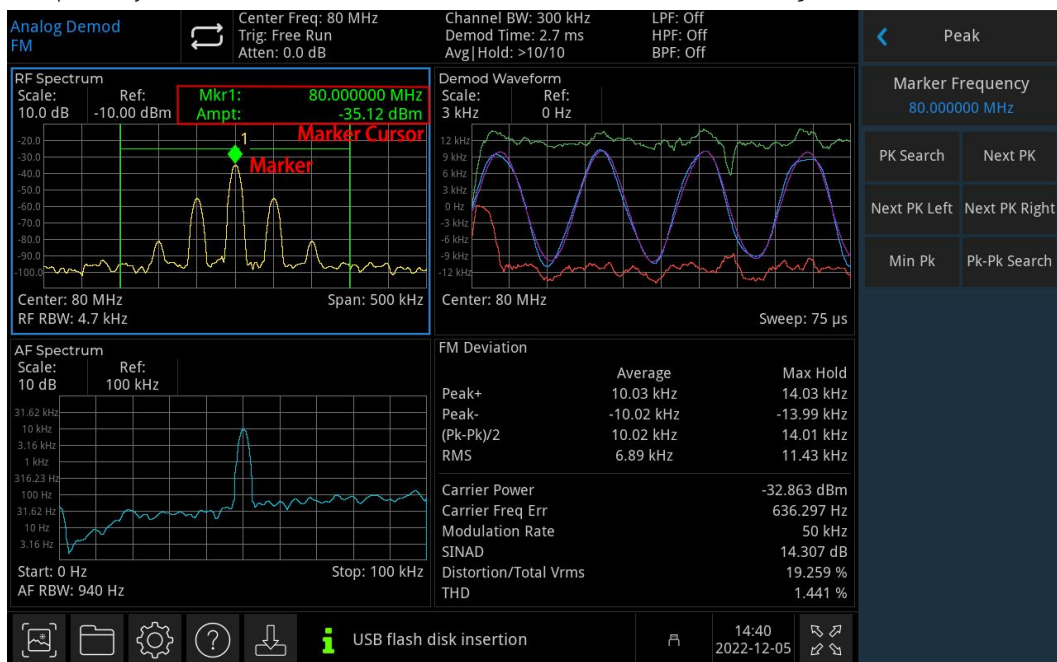 Analog Demod
FM
Center Freq: 80 MHz
Trig: Free Run
Atten: 0.0 dB
Channel BW: 300 kHz
Demod Time: 2.7 ms
Avg|Hold: >10/10
LPF: Off
HPF: Off
BPF: Off
Peak
RF Spectrum
Scale: Ref: Mkr1: 80.000000 MHz
10.0 dB -10.00 dBm Ampt: -35.12 dBm
Marker Cursor
1
Marker
-20.0
-30.0
-40.0
-50.0
-60.0
-70.0
-80.0
-90.0
-100.0
Center: 80 MHz Span: 500 kHz
RF RBW: 4.7 kHz
Demod Waveform
Scale: Ref:
3 kHz 0 Hz
12 kHz
9 kHz
6 kHz
3 kHz
0 Hz
-3 kHz
-6 kHz
-9 kHz
-12 kHz
Center: 80 MHz
Sweep: 75 µs
Marker Frequency
80.000000 MHz
PK Search Next PK
Next PK Left Next PK Right
Min Pk Pk-Pk Search
AF Spectrum
Scale: Ref:
10 dB 100 kHz
31.62 kHz
10 kHz
3.16 kHz
1 kHz
316.23 Hz
100 Hz
31.62 Hz
10 Hz
3.16 Hz
Start: 0 Hz Stop: 100 kHz
AF RBW: 940 Hz
FM Deviation
Average Max Hold
Peak+ 10.03 kHz 14.03 kHz
Peak- -10.02 kHz -13.99 kHz
(Pk-Pk)/2 10.02 kHz 14.01 kHz
RMS 6.89 kHz 11.43 kHz
Carrier Power -32.863 dBm
Carrier Freq Err 636.297 Hz
Modulation Rate 50 kHz
SINAD 14.307 dB
Distortion/Total Vrms 19.259 %
THD 1.441 %
USB flash disk insertion
14:40
2022-12-05